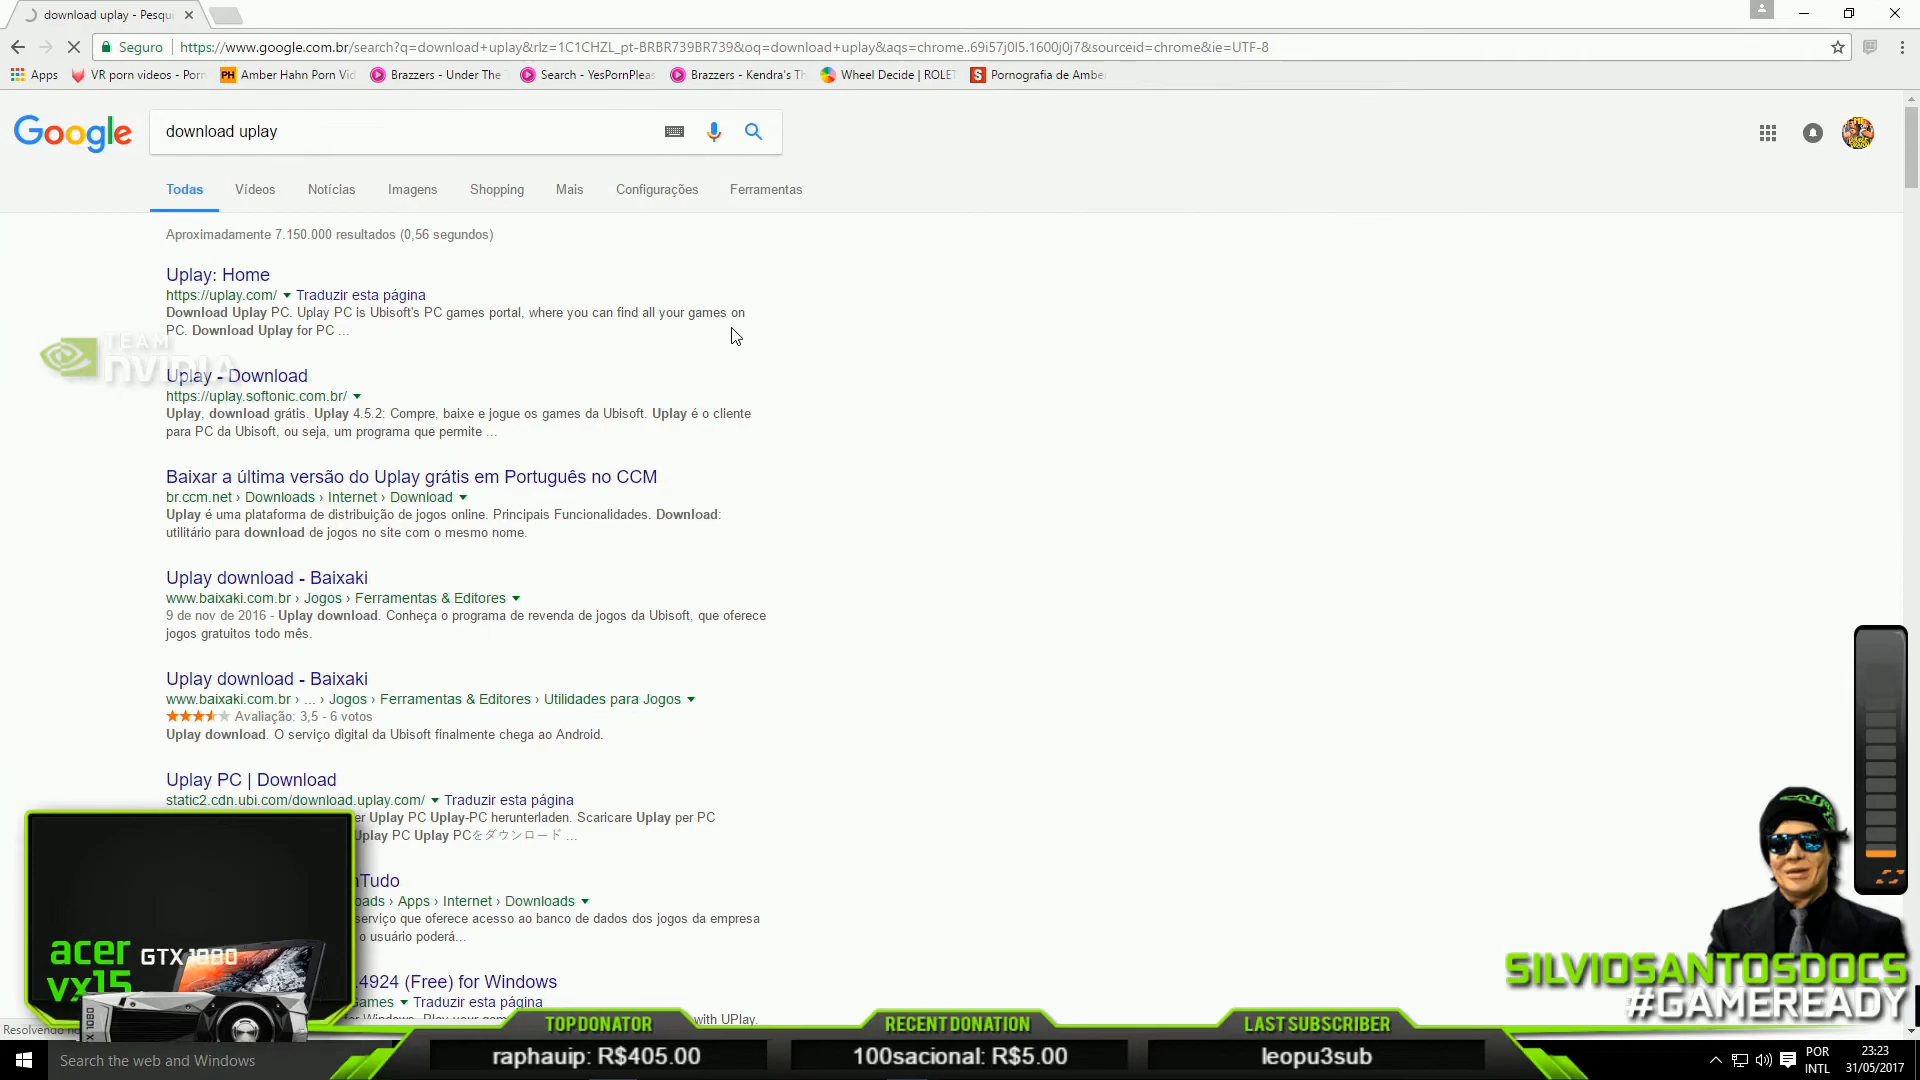 download uplay - Pesqu
Seguro
https://www.google.com.br/search?q=download+uplay&rlz=1C1CHZL_pt-BRBR739BR739&oq=download+uplay&aqs=chrome..69i57j0l5.1600j0j7&sourceid=chrome&ie=UTF-8
Apps VR porn videos - Porn Amber Hahn Porn Vid Brazzers - Under The Search - YesPornPleas Brazzers - Kendra's Th Wheel Decide | ROLET Pornografia de Ambe
Google
download uplay
Todas Vídeos Notícias Imagens Shopping Mais Configurações Ferramentas
Aproximadamente 7.150.000 resultados (0,56 segundos)
Uplay: Home
https://uplay.com/ Traduzir esta página
Download Uplay PC. Uplay PC is Ubisoft's PC games portal, where you can find all your games on
PC. Download Uplay for PC ...
TEAM
NVIDIA
Uplay - Download
https://uplay.softonic.com.br/
Uplay, download grátis. Uplay 4.5.2: Compre, baixe e jogue os games da Ubisoft. Uplay é o cliente
para PC da Ubisoft, ou seja, um programa que permite ...
Baixar a última versão do Uplay grátis em Português no CCM
br.ccm.net › Downloads › Internet › Download
Uplay é uma plataforma de distribuição de jogos online. Principais Funcionalidades. Download:
utilitário para download de jogos no site com o mesmo nome.
Uplay download - Baixaki
www.baixaki.com.br › Jogos › Ferramentas & Editores
9 de nov de 2016 - Uplay download. Conheça o programa de revenda de jogos da Ubisoft, que oferece
jogos gratuitos todo mês.
Uplay download - Baixaki
www.baixaki.com.br › ... › Jogos › Ferramentas & Editores › Utilidades para Jogos
Avaliação: 3,5 - 6 votos
Uplay download. O serviço digital da Ubisoft finalmente chega ao Android.
Uplay PC | Download
static2.cdn.ubi.com/download.uplay.com/ Traduzir esta página
er Uplay PC Uplay-PC herunterladen. Scaricare Uplay per PC
Uplay PC Uplay PCをダウンロード ...
nTudo
oads › Apps › Internet › Downloads
serviço que oferece acesso ao banco de dados dos jogos da empresa
o usuário poderá...
.4924 (Free) for Windows
Games Traduzir esta página
for Windows. Play your game with UPlay.
acer GTX 1080
vx15
1080
SILVIOSANTOSDOCS
#GAMEREADY
Resolvendo
TOP DONATOR
raphauip: R$405.00
RECENT DONATION
100sacional: R$5.00
LAST SUBSCRIBER
leopu3sub
Search the web and Windows
POR
INTL
23:23
31/05/2017